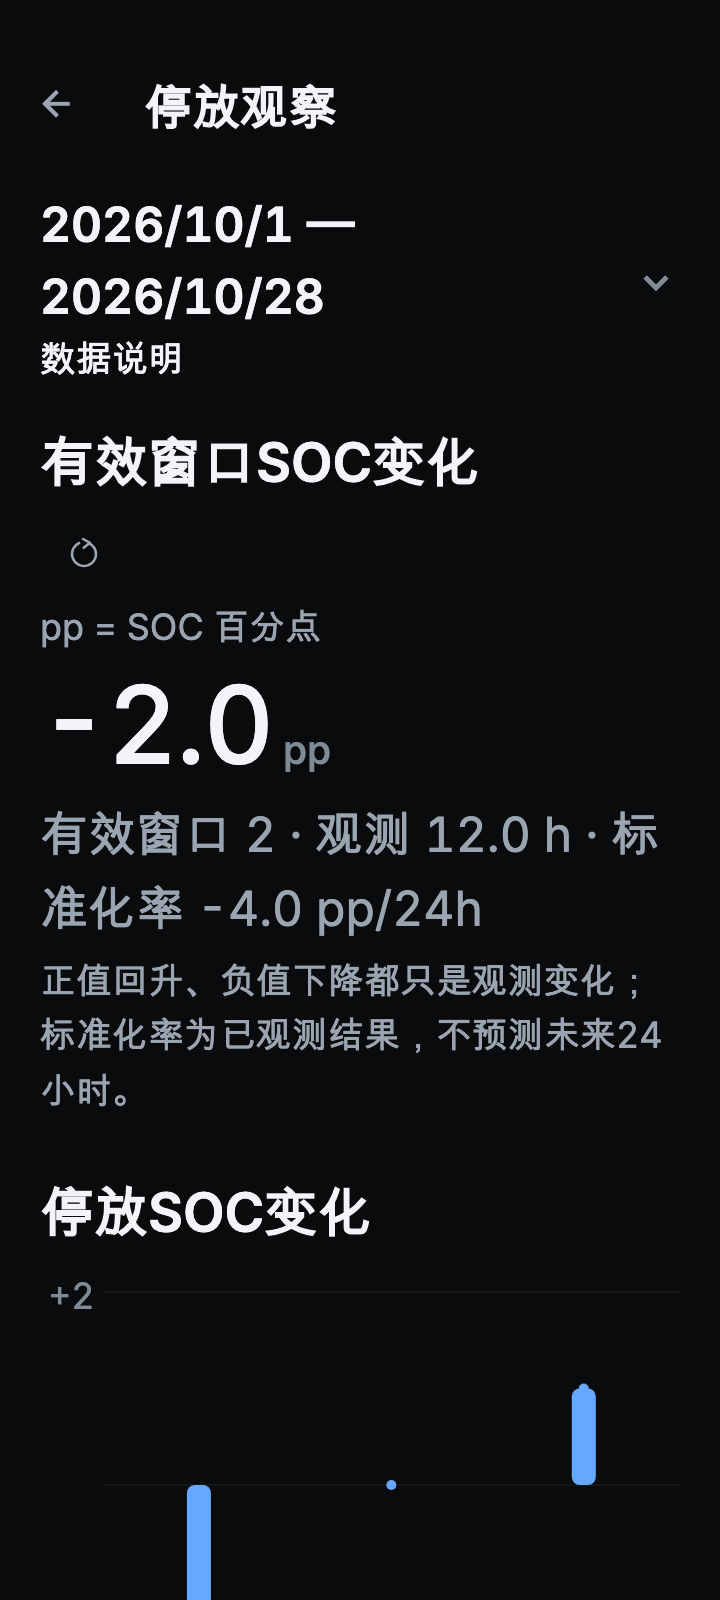 停放观察
2026/10/1 —
2026/10/28
数据说明
有效窗口SOC变化
pp = SOC 百分点
-2.0 pp
有效窗口 2 · 观测 12.0 h · 标
准化率 -4.0 pp/24h
正值回升、负值下降都只是观测变化；
标准化率为已观测结果，不预测未来24
小时。
停放SOC变化
+2